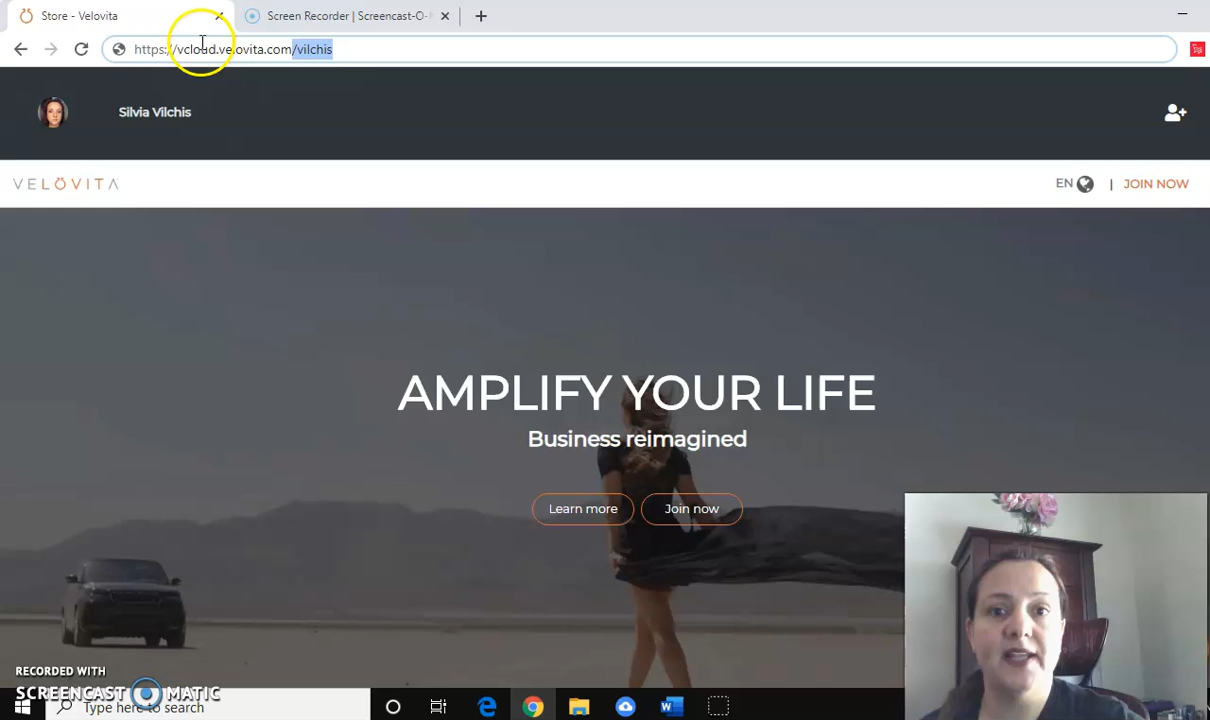 Store - Velovita
Screen Recorder | Screencast-O-
https://vcloud.velovita.com/vilchis
Silvia Vilchis
VELOVITA
EN | JOIN NOW
AMPLIFY YOUR LIFE
Business reimagined
Learn more
Join now
RECORDED WITH
SCREENCAST MATIC
Type here to search